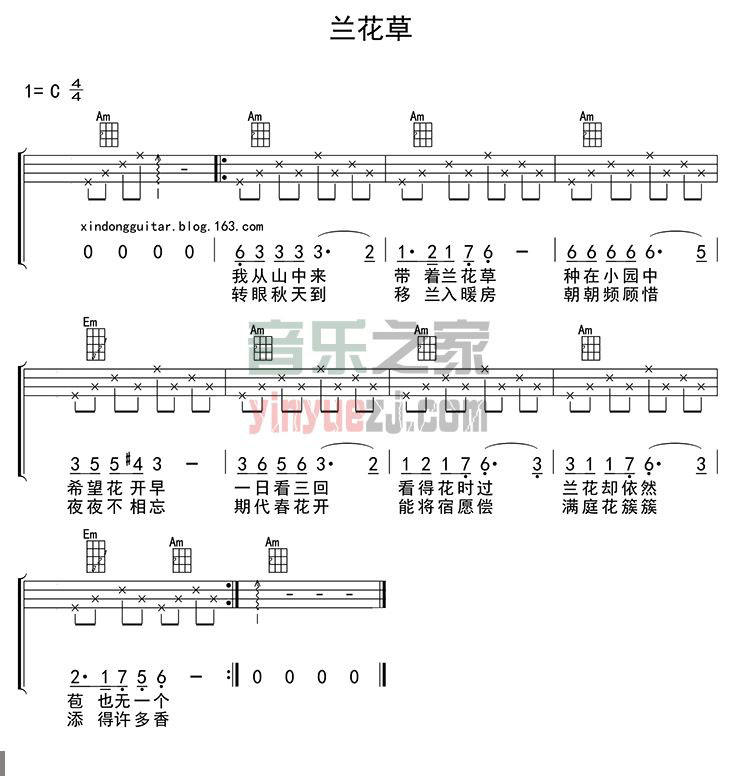 兰花草
1= C 4/4
Am Am Am Am
xindongguitar.blog.163.com
0 0 0 0 6 3 3 3 3· 2 1· 2 1 7 6 – 6 6 6 6 6· 5
我从山中来 带 着兰花草 种在小园中
转眼秋天到 移 兰入暖房 朝朝频顾惜
Em Am Am Am
音乐之家
yinyuezj.com
3 5 5 #4 3 – 3 6 5 6 3· 2 1 2 1 7 6· 3 3 1 1 7 6· 3
希望花开早 一日看三回 看得花时过 兰花却依然
夜夜不相忘 期代春花开 能将宿愿偿 满庭花簇簇
Em Am Am
2· 1 7 5 6 – :‖ 0 0 0 0
苞 也无一个
添 得许多香